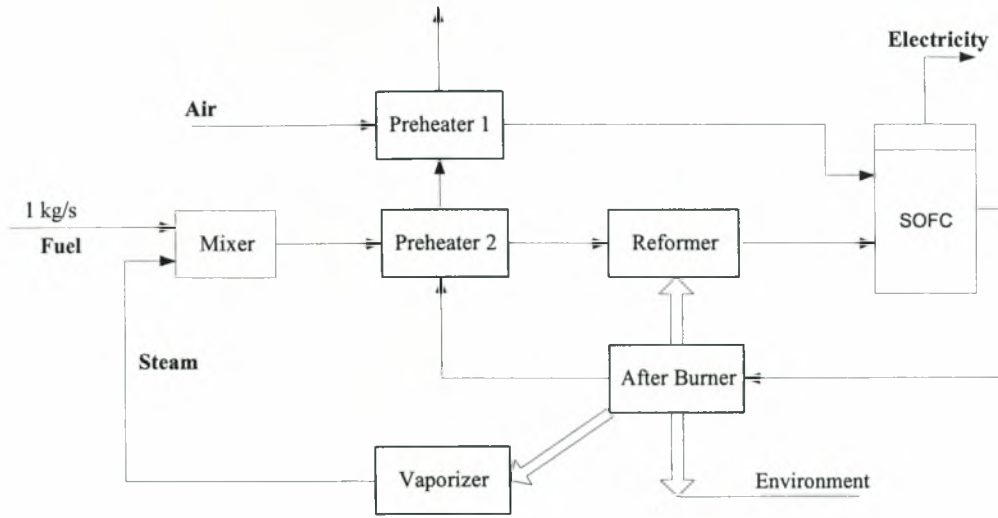 Electricity
Air
Preheater 1
1 kg/s
Fuel
Mixer
Preheater 2
Reformer
SOFC
Steam
After Burner
Vaporizer
Environment